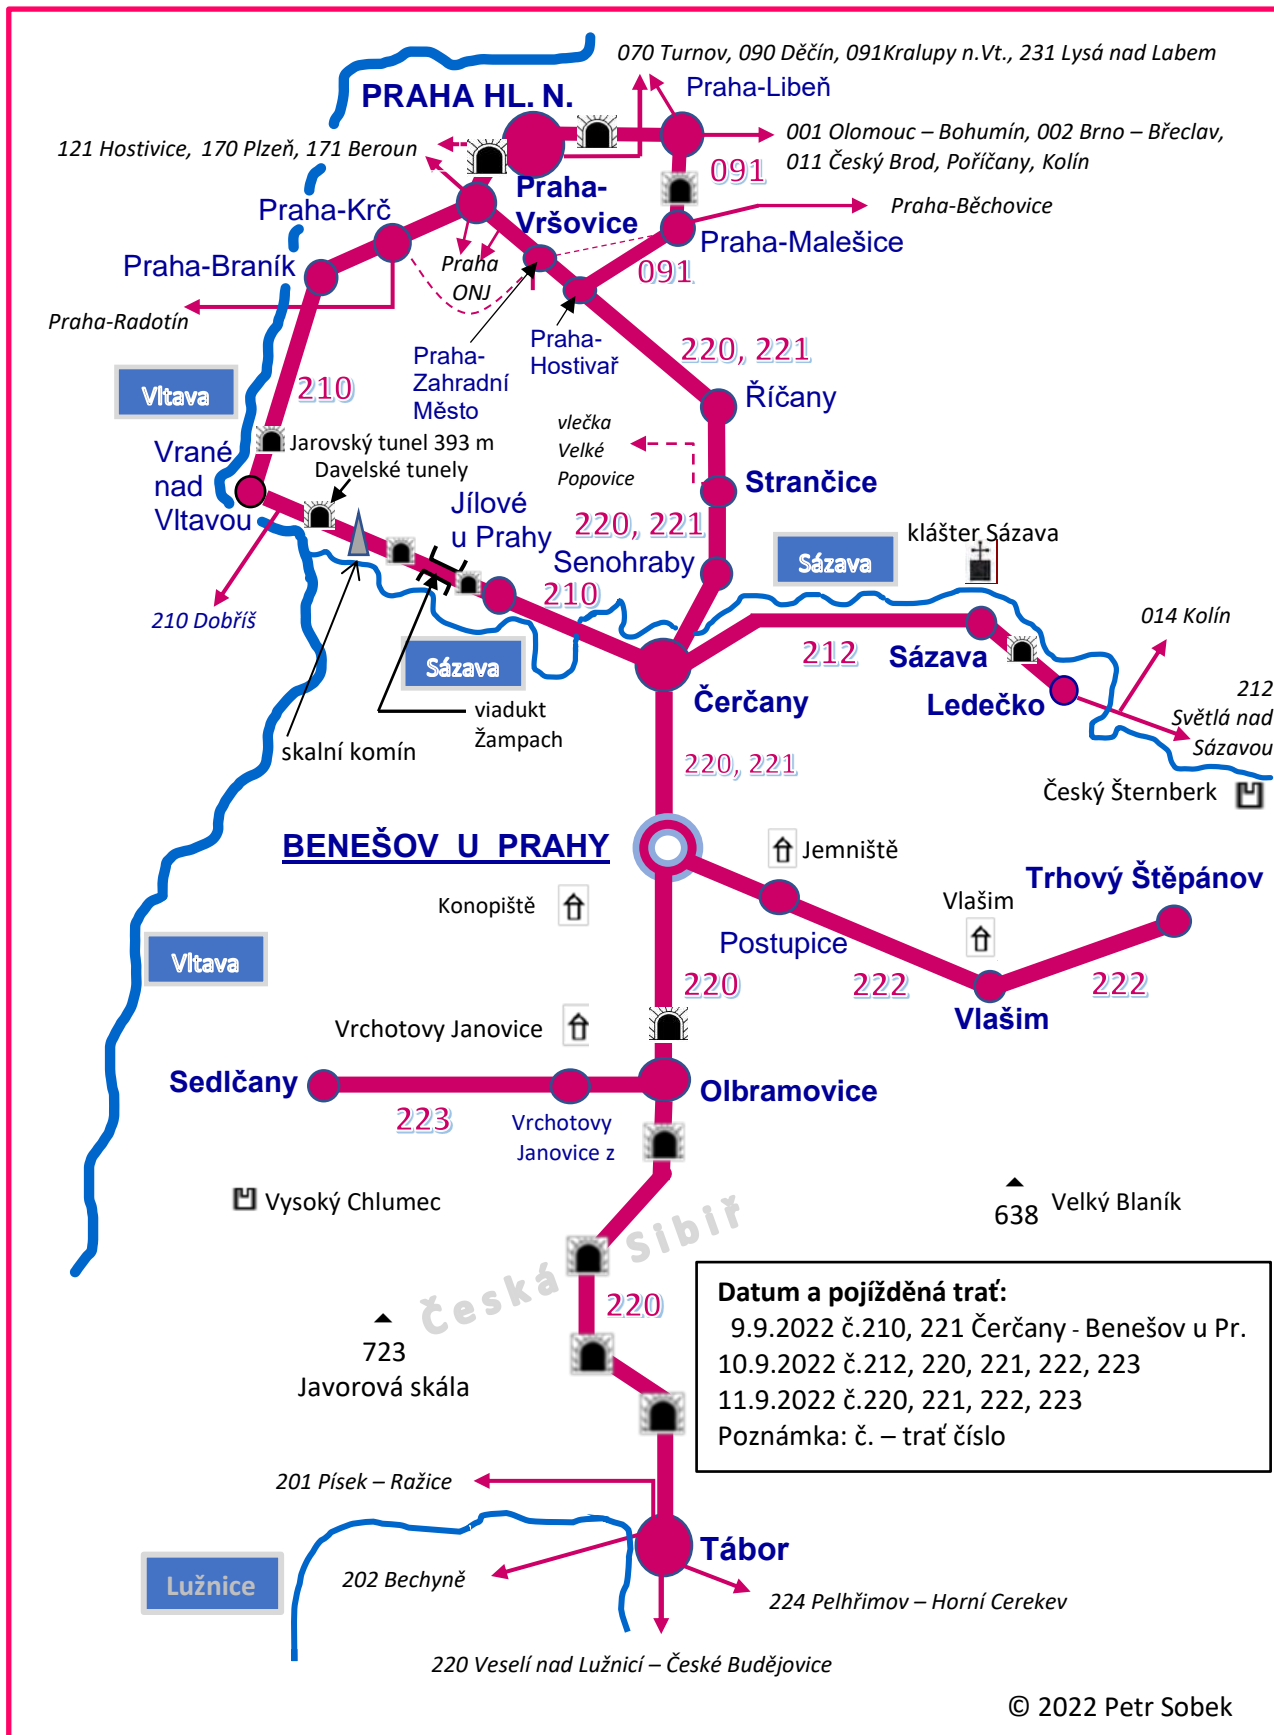 070 Turnov, 090 Děčín, 091Kralupy n.Vt., 231 Lysá nad Labem
PRAHA HL. N.
Praha-Libeň
121 Hostivice, 170 Plzeň, 171 Beroun
001 Olomouc – Bohumín, 002 Brno – Břeclav,
011 Český Brod, Poříčany, Kolín
091
Praha-
Vršovice
Praha-Krč
Praha-Běchovice
Praha-Malešice
Praha-Braník
Praha
ONJ
091
Praha-Radotín
Praha-
Zahradní
Město
Praha-
Hostivař
220, 221
Vltava
210
Říčany
vlečka
Velké
Popovice
Jarovský tunel 393 m
Davelské tunely
Vrané
nad
Vltavou
Strančice
Jílové
u Prahy
220, 221
klášter Sázava
Senohraby
Sázava
210
210 Dobříš
014 Kolín
212
Sázava
Sázava
Čerčany
Ledečko
212
Světlá nad
Sázavou
viadukt
Žampach
skalní komín
220, 221
Český Šternberk
BENEŠOV U PRAHY
Jemniště
Trhový Štěpánov
Konopiště
Vlašim
Postupice
Vltava
220
222
222
Vlašim
Vrchotovy Janovice
Sedlčany
Olbramovice
223
Vrchotovy
Janovice z
Vysoký Chlumec
638
Velký Blaník
Česká Sibiř
220
723
Javorová skála
Datum a pojížděná trať:
9.9.2022 č.210, 221 Čerčany - Benešov u Pr.
10.9.2022 č.212, 220, 221, 222, 223
11.9.2022 č.220, 221, 222, 223
Poznámka: č. – trať číslo
201 Písek – Ražice
Tábor
Lužnice
202 Bechyně
224 Pelhřimov – Horní Cerekev
220 Veselí nad Lužnicí – České Budějovice
© 2022 Petr Sobek